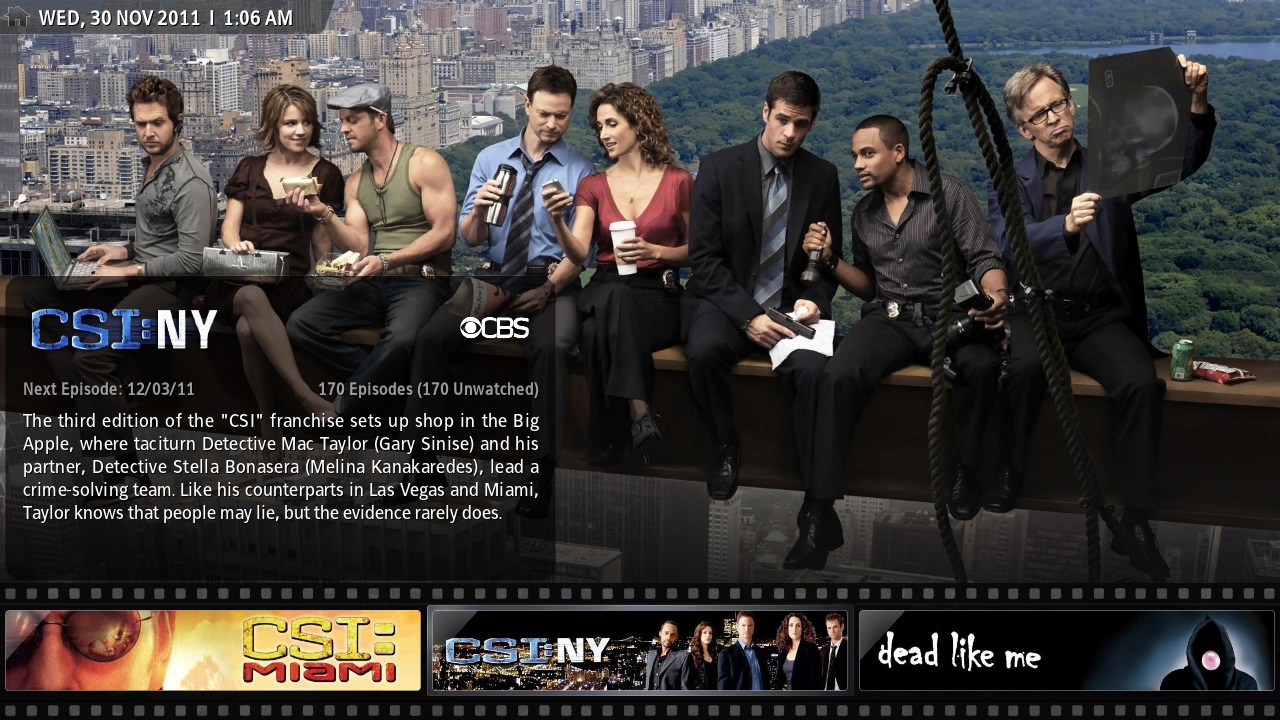 WED, 30 NOV 2011 | 1:06 AM
CSI:NY
CBS
Next Episode: 12/03/11
170 Episodes (170 Unwatched)
The third edition of the "CSI" franchise sets up shop in the Big
Apple, where taciturn Detective Mac Taylor (Gary Sinise) and his
partner, Detective Stella Bonasera (Melina Kanakaredes), lead a
crime-solving team. Like his counterparts in Las Vegas and Miami,
Taylor knows that people may lie, but the evidence rarely does.
CSI:
MIAMI
CSI:NY
dead like me